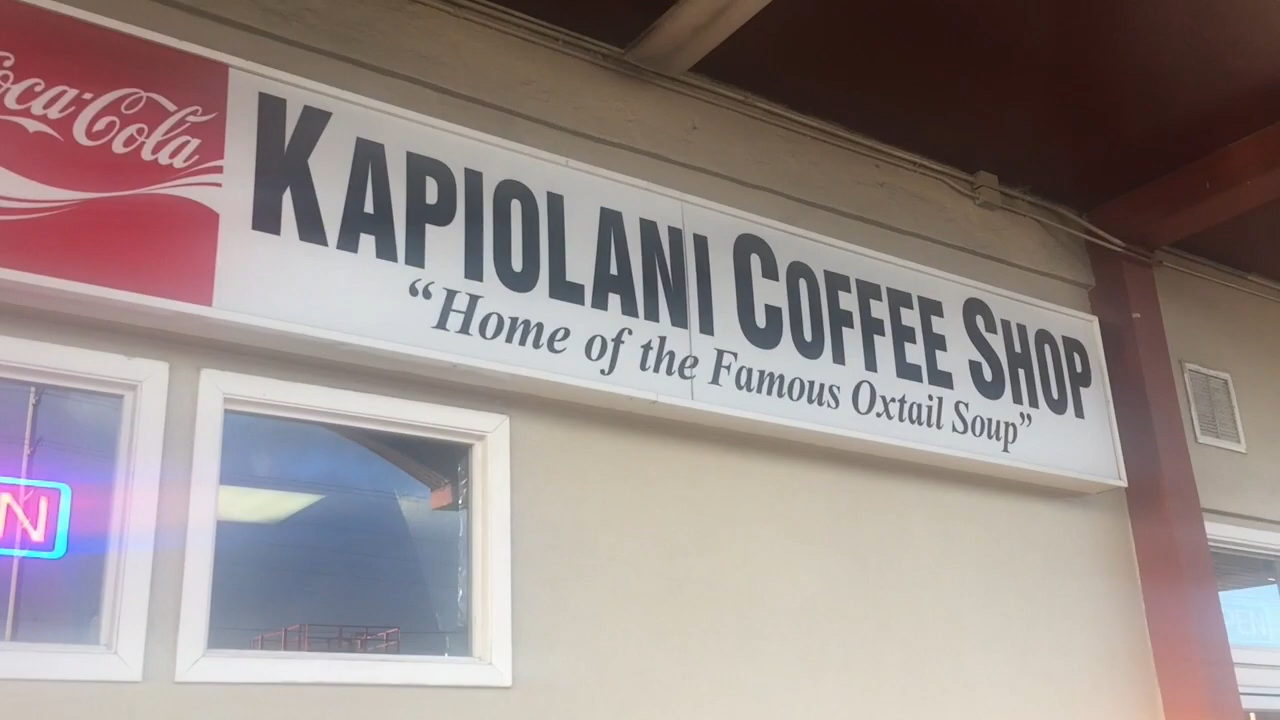 Coca-Cola
KAPIOLANI COFFEE SHOP
“Home of the Famous Oxtail Soup”